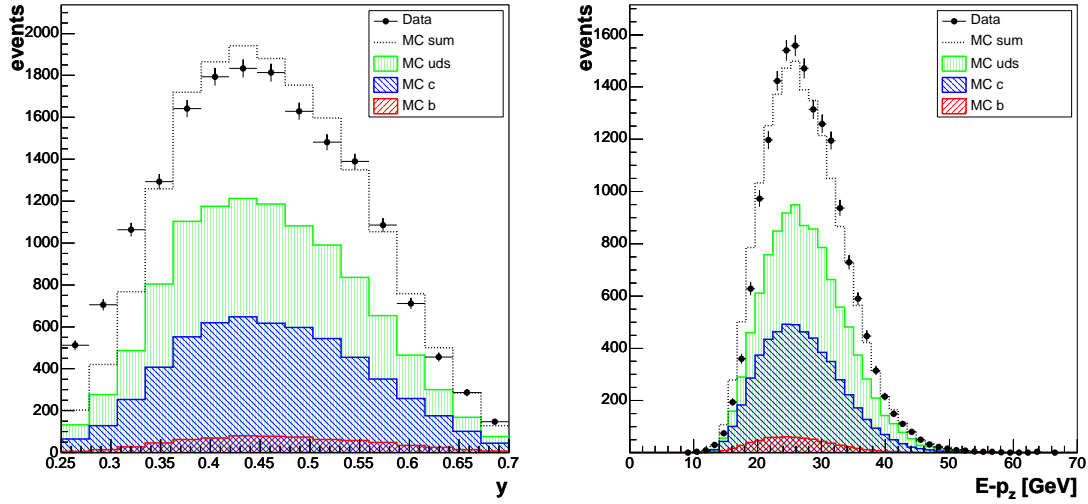 events
2000
1800
1600
1400
1200
1000
800
600
400
200
0
0.25 0.3 0.35 0.4 0.45 0.5 0.55 0.6 0.65 0.7
y
Data
MC sum
MC uds
MC c
MC b
events
1600
1400
1200
1000
800
600
400
200
0 10 20 30 40 50 60 70
E-p_z [GeV]
Data
MC sum
MC uds
MC c
MC b